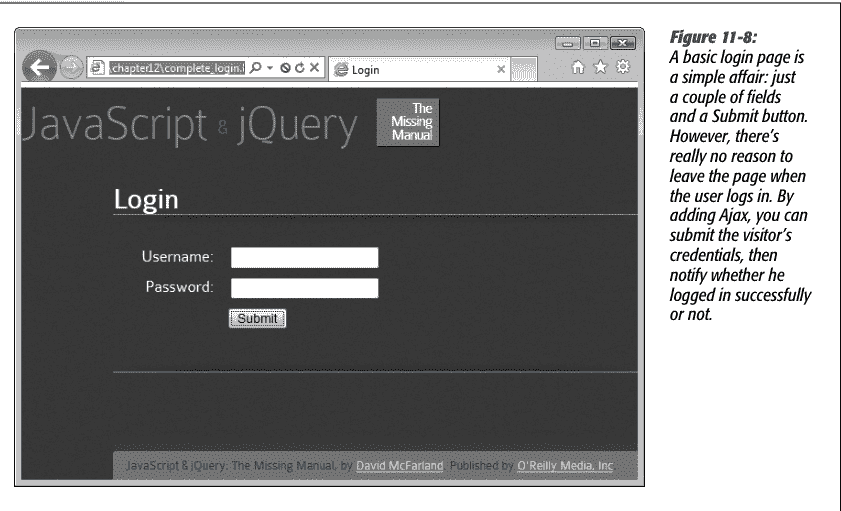 .chapter12\complete_login.
Login
JavaScript & jQuery
The
Missing
Manual
Login
Username:
Password:
Submit
JavaScript & jQuery: The Missing Manual, by David McFarland. Published by O'Reilly Media, Inc.
Figure 11-8:
A basic login page is
a simple affair: just
a couple of fields
and a Submit button.
However, there's
really no reason to
leave the page when
the user logs in. By
adding Ajax, you can
submit the visitor's
credentials, then
notify whether he
logged in successfully
or not.